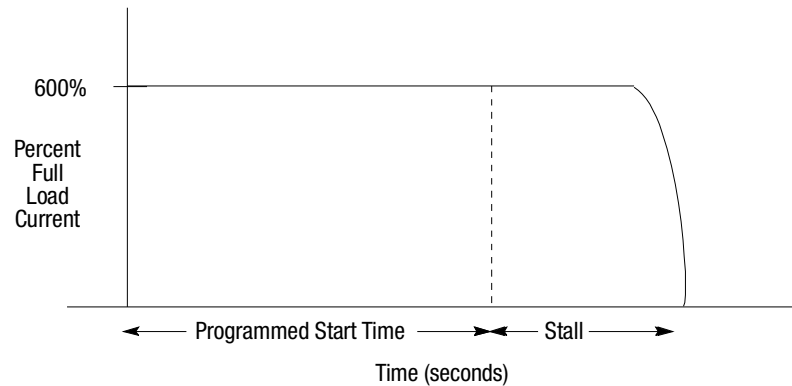 600%
Percent
Full
Load
Current
Programmed Start Time
Stall
Time (seconds)